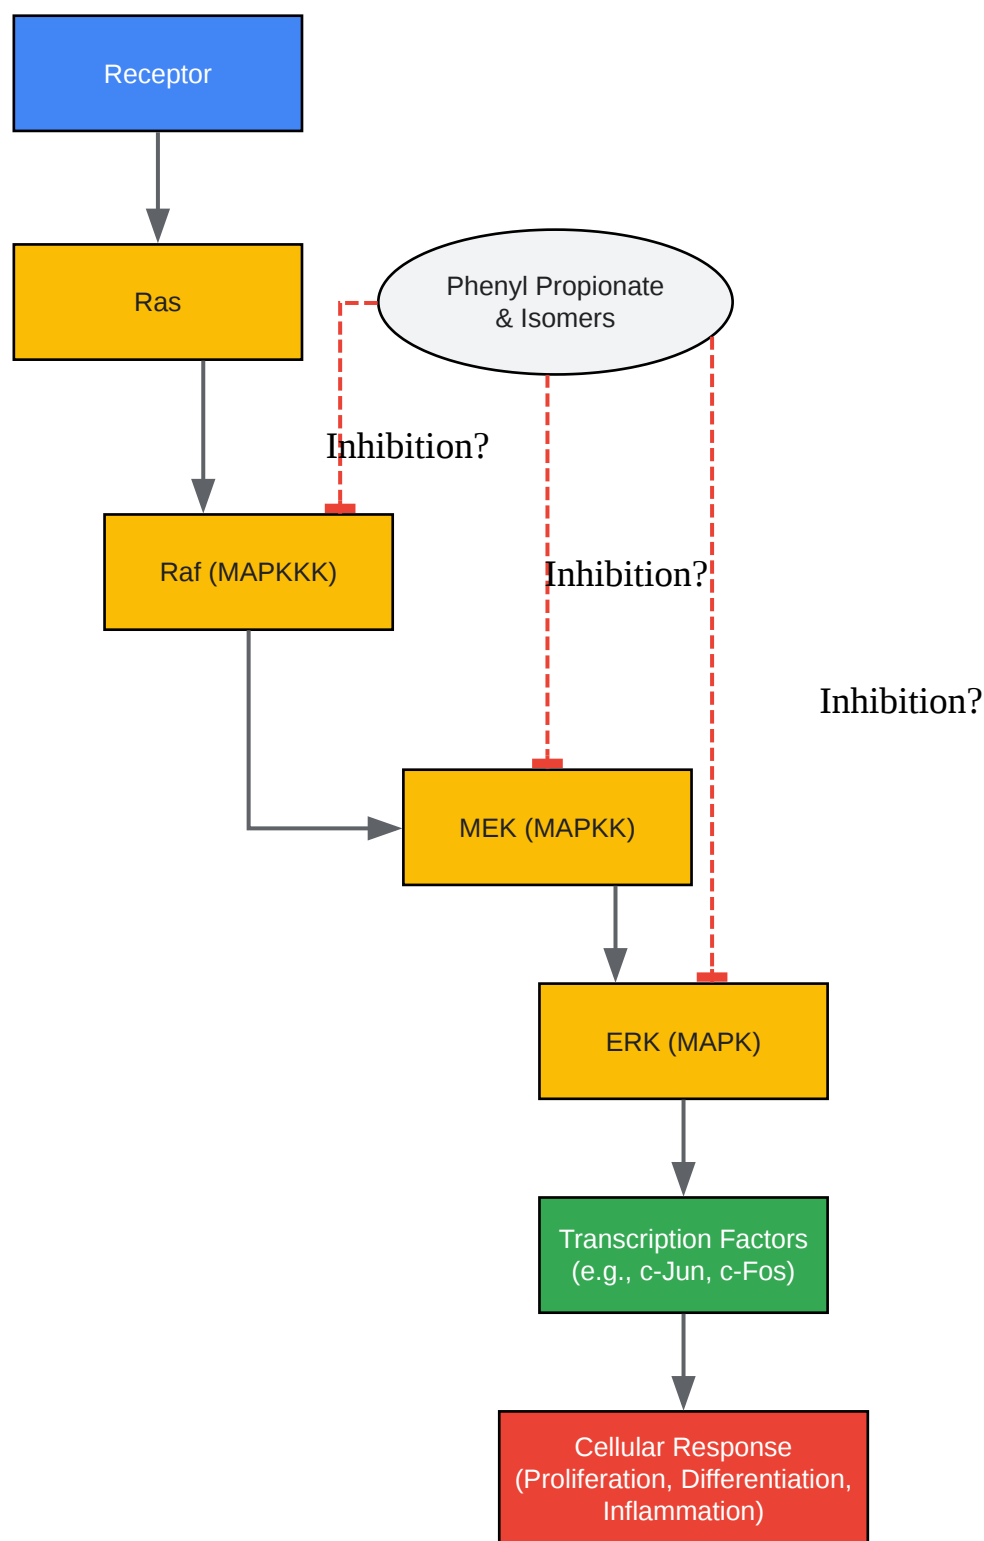 Receptor
Ras
Phenyl Propionate
& Isomers
Inhibition?
Raf (MAPKKK)
Inhibition?
Inhibition?
MEK (MAPKK)
ERK (MAPK)
Transcription Factors
(e.g., c-Jun, c-Fos)
Cellular Response
(Proliferation, Differentiation,
Inflammation)